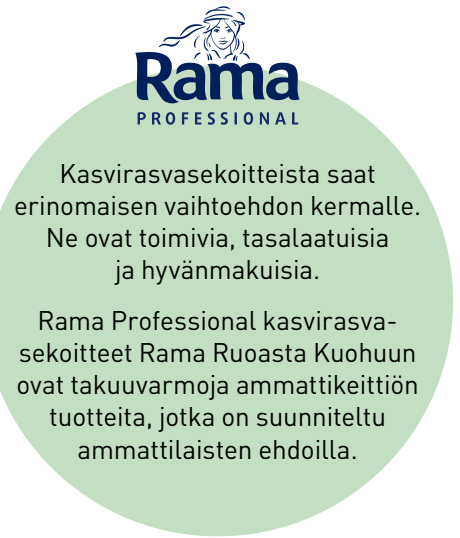 Rama
PROFESSIONAL
Kasvirasvasekoitteista saat
erinomaisen vaihtoehdon kermalle.
Ne ovat toimivia, tasalaatuisia
ja hyvänmakuisia.
Rama Professional kasvirasva-
sekoitteet Rama Ruoasta Kuohuun
ovat takuuvarmoja ammattikeittiön
tuotteita, jotka on suunniteltu
ammattilaisten ehdoilla.